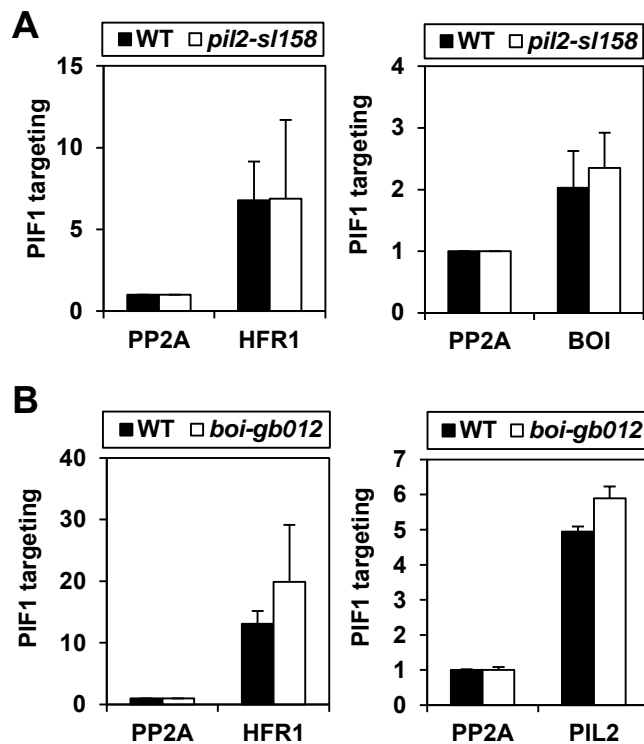 A
WT pil2-sl158
PIF1 targeting
15
10
5
0
PP2A HFR1
WT pil2-sl158
PIF1 targeting
4
3
2
1
0
PP2A BOI
B
WT boi-gb012
PIF1 targeting
40
30
20
10
0
PP2A HFR1
WT boi-gb012
PIF1 targeting
7
6
5
4
3
2
1
0
PP2A PIL2